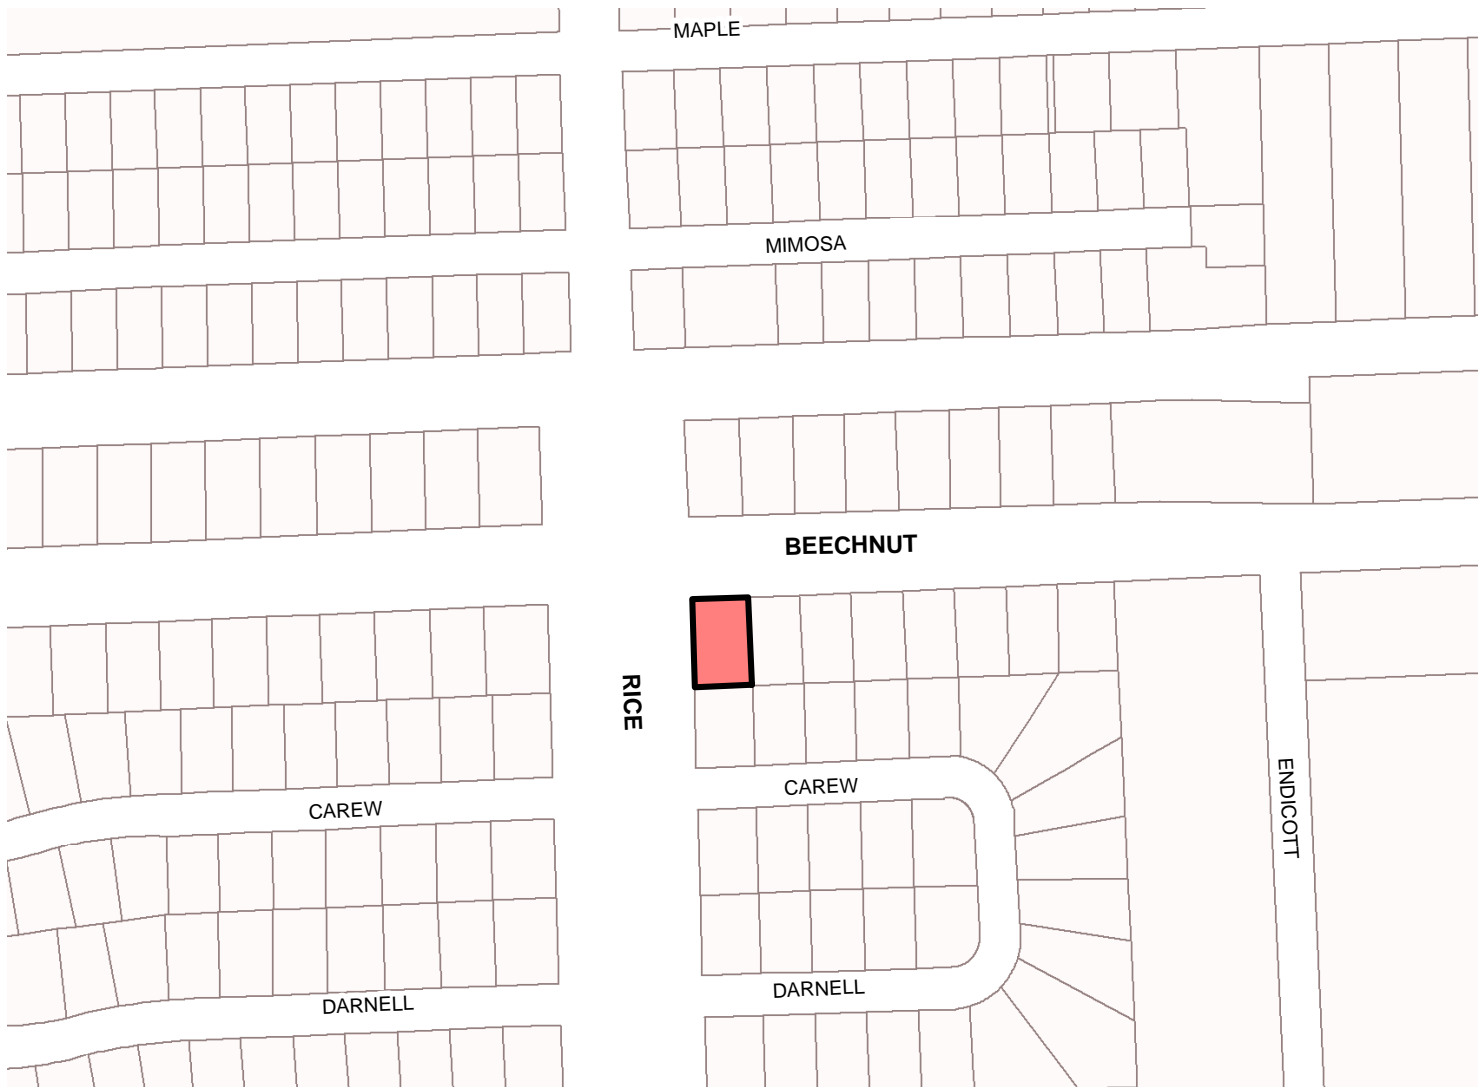 MAPLE
MIMOSA
BEECHNUT
RICE
CAREW
ENDICOTT
CAREW
DARNELL
DARNELL